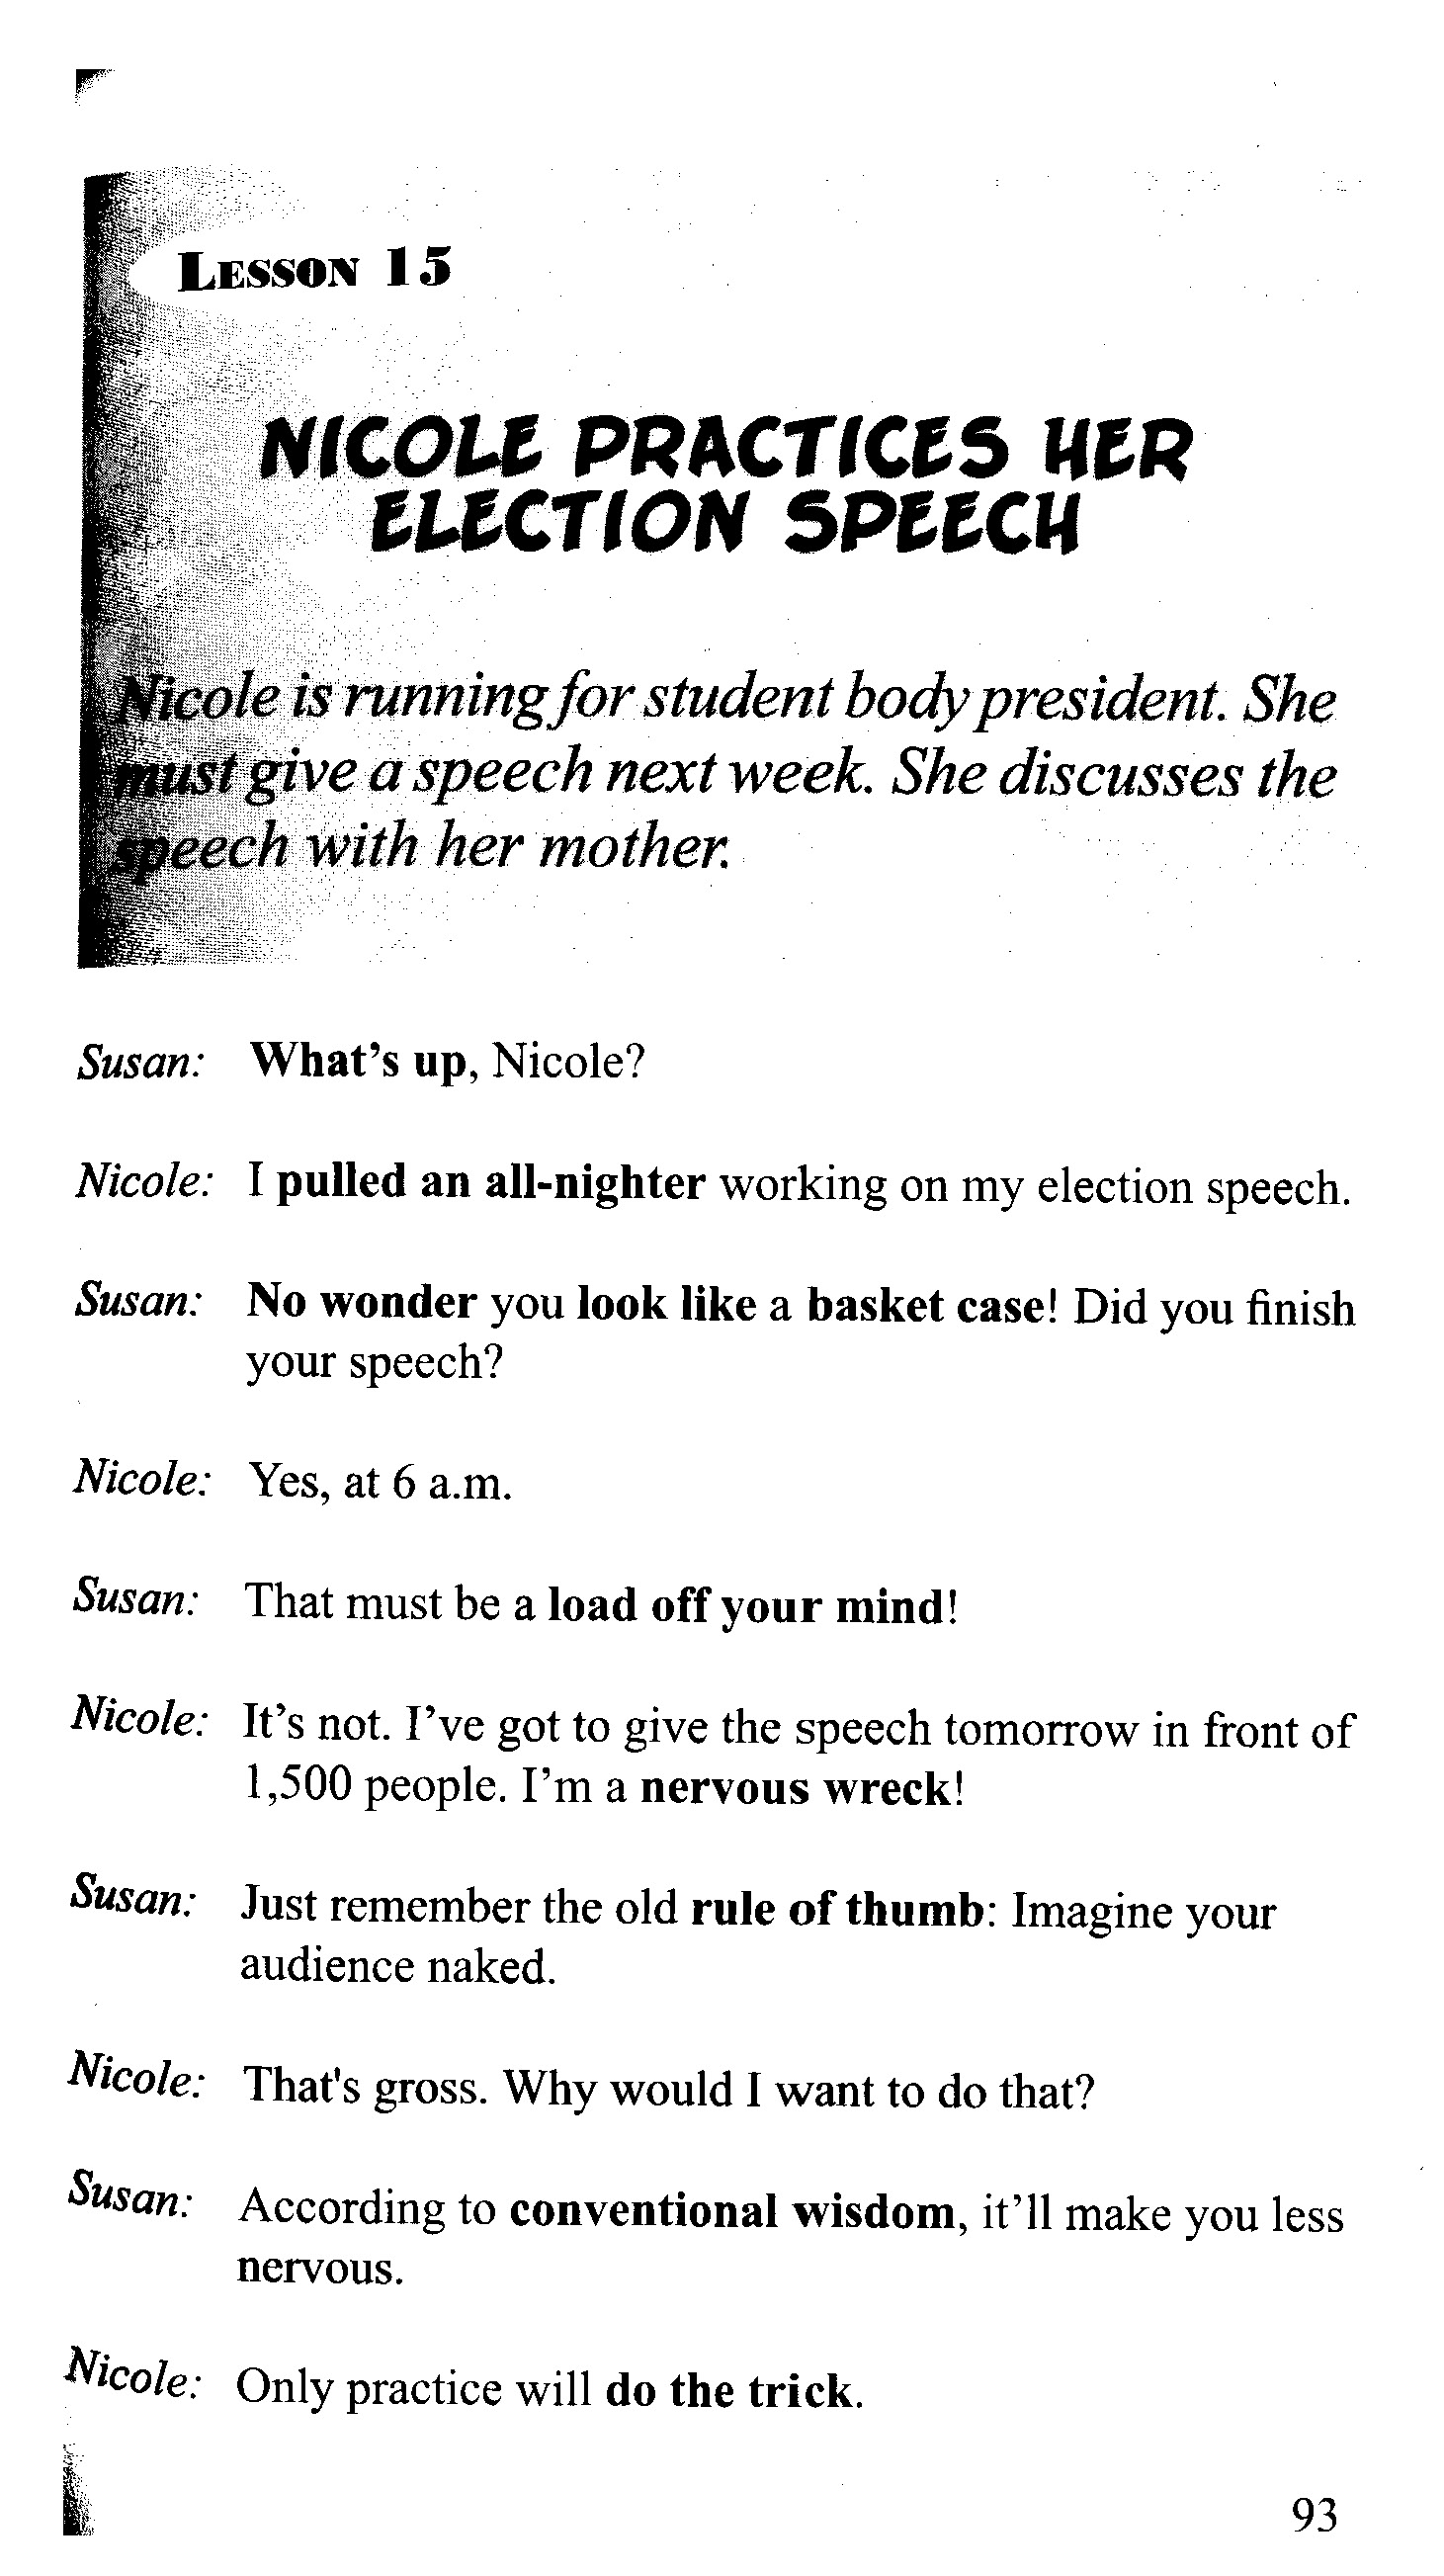 LESSON 15
NICOLE PRACTICES HER
ELECTION SPEECH
Nicole is running for student body president. She
must give a speech next week. She discusses the
speech with her mother.
Susan: What's up, Nicole?
Nicole: I pulled an all-nighter working on my election speech.
Susan: No wonder you look like a basket case! Did you finish
your speech?
Nicole: Yes, at 6 a.m.
Susan: That must be a load off your mind!
Nicole: It's not. I've got to give the speech tomorrow in front of
1,500 people. I'm a nervous wreck!
Susan: Just remember the old rule of thumb: Imagine your
audience naked.
Nicole: That's gross. Why would I want to do that?
Susan: According to conventional wisdom, it'll make you less
nervous.
Nicole: Only practice will do the trick.
93